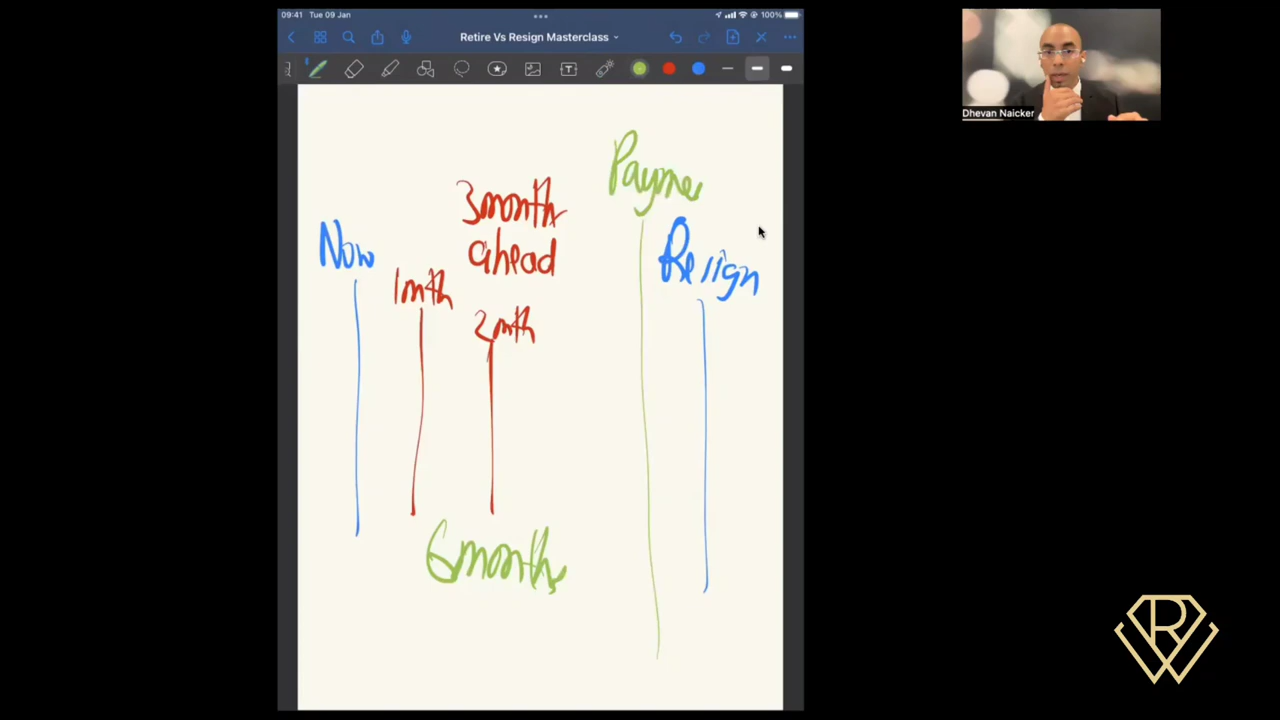 09:41 Tue 09 Jan
100%
Retire Vs Resign Masterclass
Dhevan Naicker
Payme
3month
ahead
Now
Resign
1mth
2mth
6months
RW